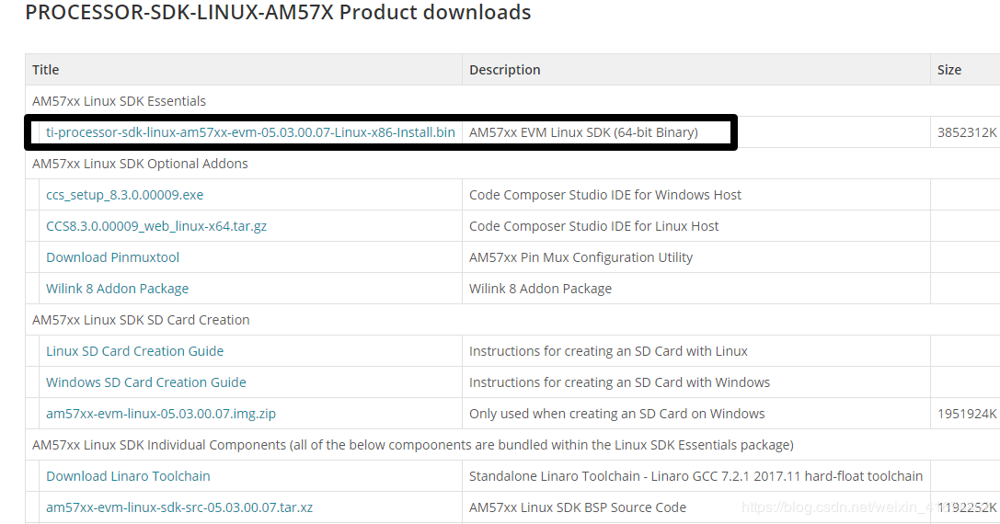 PROCESSOR-SDK-LINUX-AM57X Product downloads
Title Description Size
AM57xx Linux SDK Essentials
ti-processor-sdk-linux-am57xx-evm-05.03.00.07-Linux-x86-Install.bin AM57xx EVM Linux SDK (64-bit Binary) 3852312K
AM57xx Linux SDK Optional Addons
ccs_setup_8.3.0.00009.exe Code Composer Studio IDE for Windows Host
CCS8.3.0.00009_web_linux-x64.tar.gz Code Composer Studio IDE for Linux Host
Download Pinmuxtool AM57xx Pin Mux Configuration Utility
Wilink 8 Addon Package Wilink 8 Addon Package
AM57xx Linux SDK SD Card Creation
Linux SD Card Creation Guide Instructions for creating an SD Card with Linux
Windows SD Card Creation Guide Instructions for creating an SD Card with Windows
am57xx-evm-linux-05.03.00.07.img.zip Only used when creating an SD Card on Windows 1951924K
AM57xx Linux SDK Individual Components (all of the below compoonents are bundled within the Linux SDK Essentials package)
Download Linaro Toolchain Standalone Linaro Toolchain - Linaro GCC 7.2.1 2017.11 hard-float toolchain
am57xx-evm-linux-sdk-src-05.03.00.07.tar.xz AM57xx Linux SDK BSP Source Code 1192252K